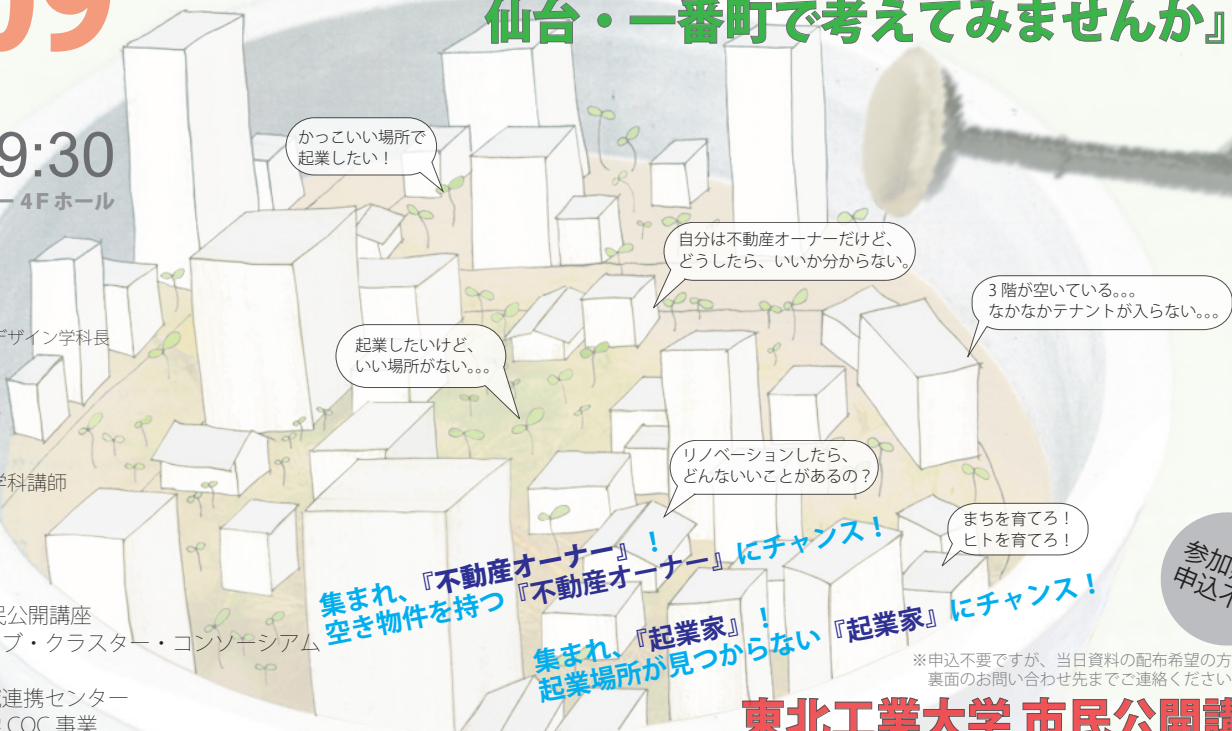 09
仙台・一番町で考えてみませんか』
9:30
ー 4F ホール
かっこいい場所で
起業したい！
自分は不動産オーナーだけど、
どうしたら、いいか分からない。
3 階が空いている。。。
なかなかテナントが入らない。。。
デザイン学科長
起業したいけど、
いい場所がない。。。
学科講師
リノベーションしたら、
どんないいことがあるの？
まちを育てろ！
ヒトを育てろ！
参加
申込不
集まれ、『不動産オーナー』！
空き物件を持つ『不動産オーナー』にチャンス！
集まれ、『起業家』！
起業場所が見つからない『起業家』にチャンス！
民公開講座
ブ・クラスター・コンソーシアム
※申込不要ですが、当日資料の配布希望の方
裏面のお問い合わせ先までご連絡ください
連携センター
COC 事業
東北工業大学 市民公開講